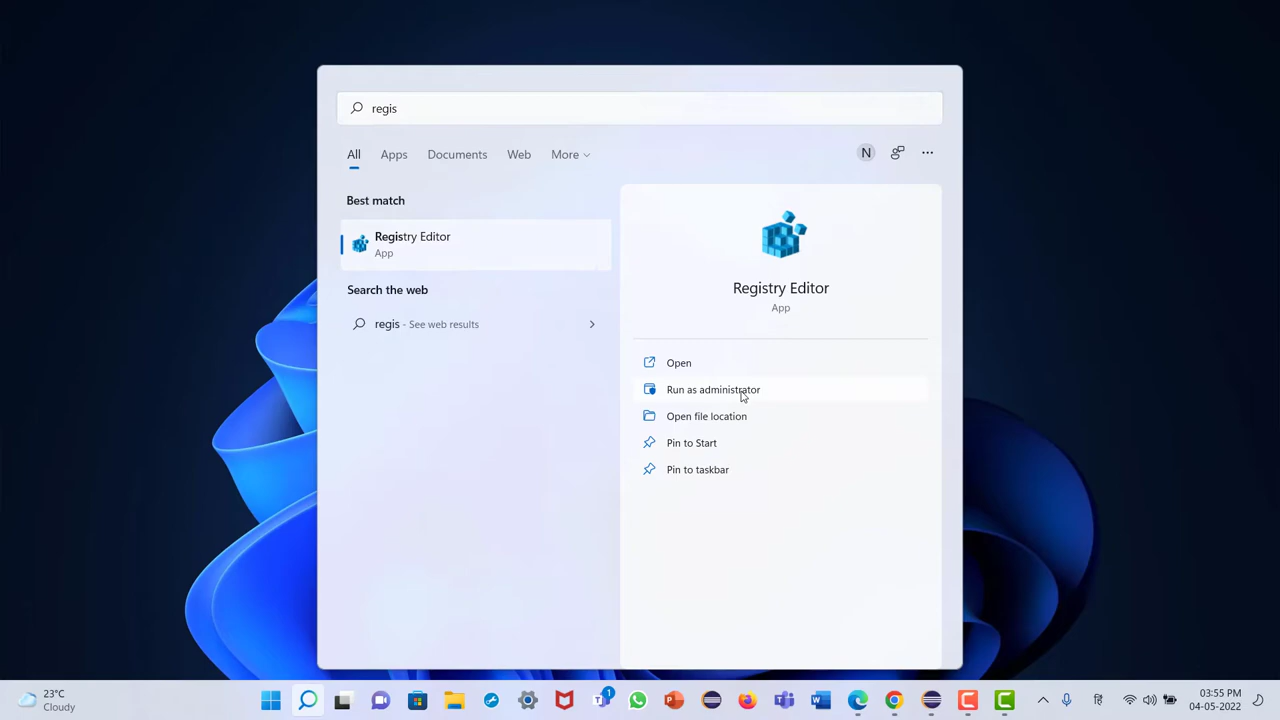 regis
All Apps Documents Web More N
Best match
Registry Editor
App
Search the web
regis - See web results
Registry Editor
App
Open
Run as administrator
Open file location
Pin to Start
Pin to taskbar
23°C
Cloudy
1
हि
03:55 PM
04-05-2022